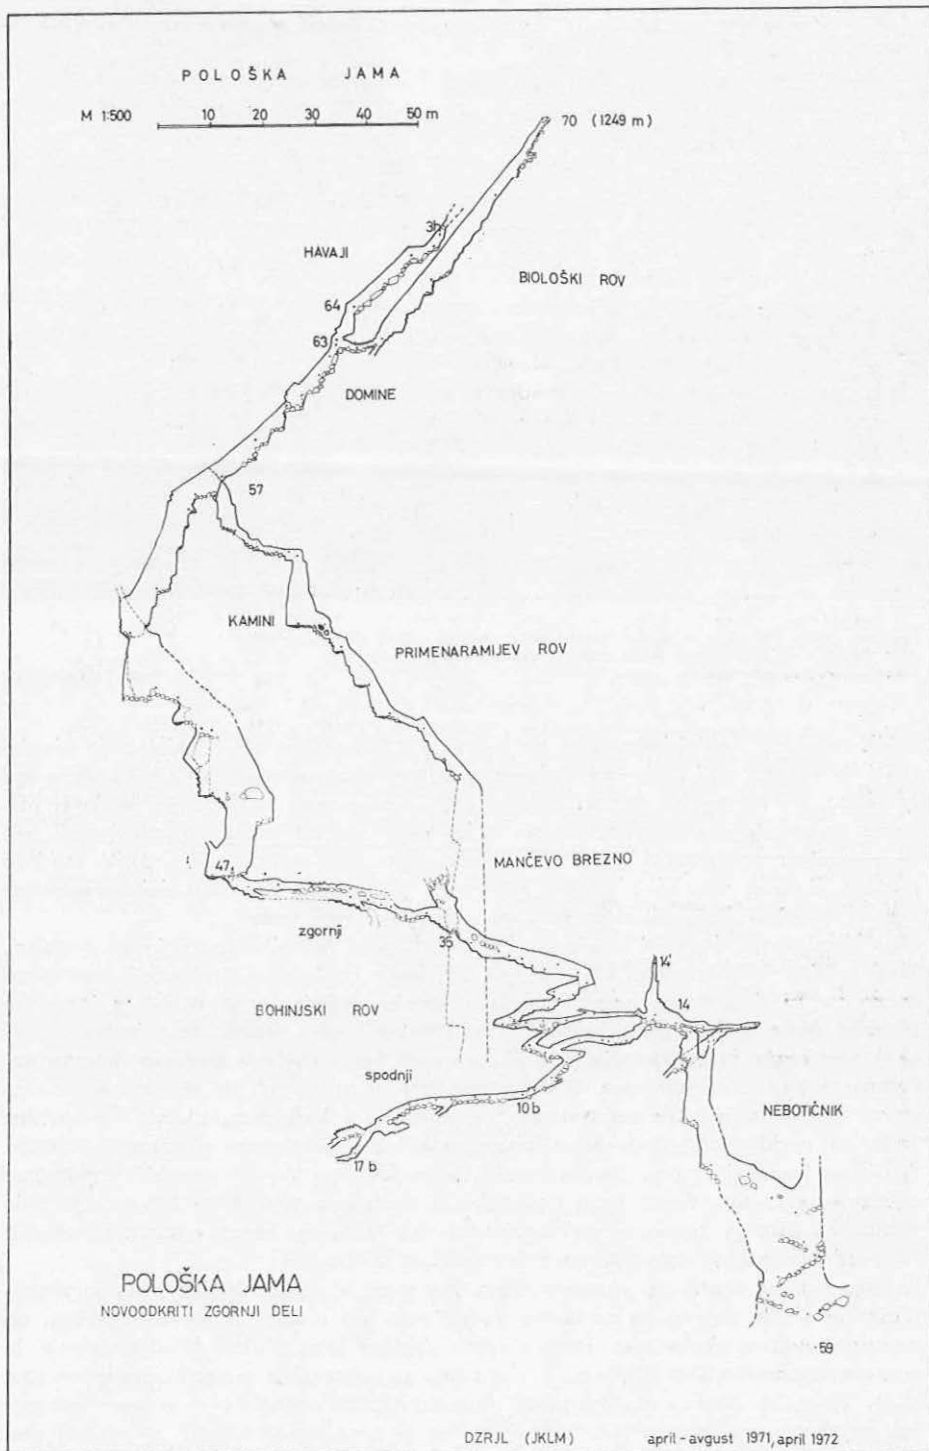 POLOŠKA JAMA
M 1:500 10 20 30 40 50 m
70 (1249 m)
3h
HAVAJI
BIOLOŠKI ROV
64
63
DOMINE
57
KAMINI
PRIMENARAMIJEV ROV
MANČEVO BREZNO
47
zgornji
35
14'
14
BOHINJSKI ROV
spodnji
10 b
NEBOTIČNIK
17 b
POLOŠKA JAMA
NOVOODKRITI ZGORNJI DELI
59
DZRJL (JKLM) april - avgust 1971, april 1972